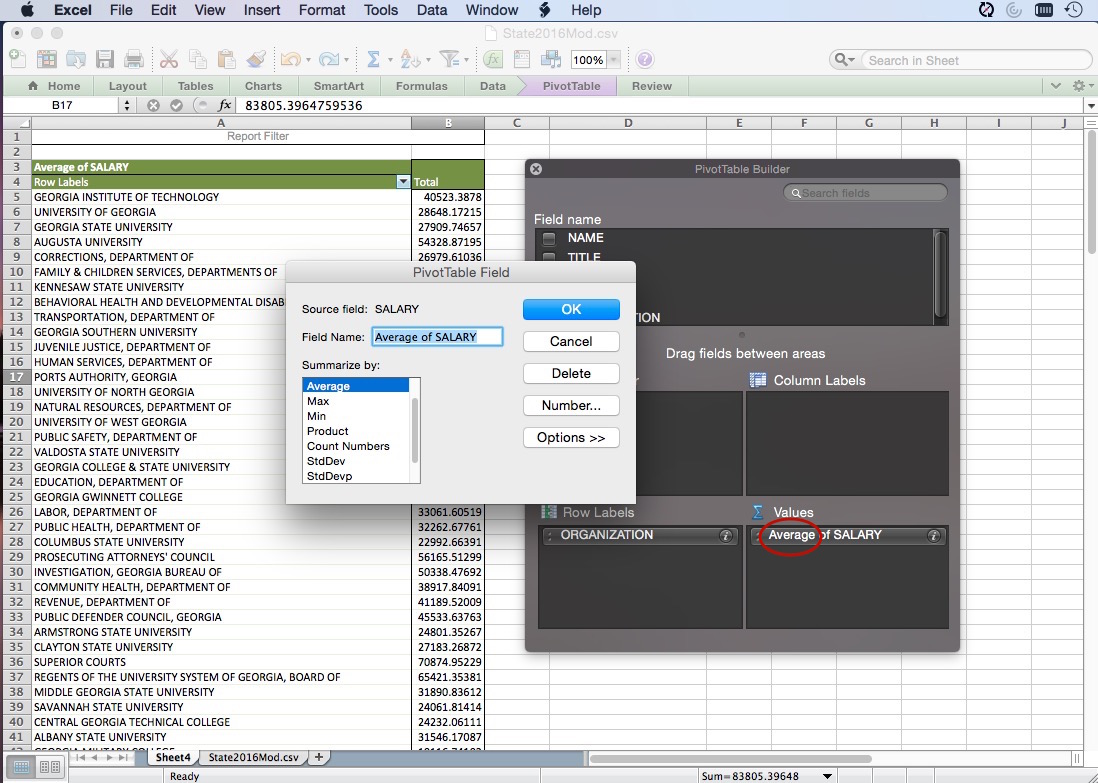 Excel File Edit View Insert Format Tools Data Window Help
State2016Mod.csv
100% Search in Sheet
Home Layout Tables Charts SmartArt Formulas Data PivotTable Review
B17 fx 83805.3964759536
A B C D E F G H I J
1 Report Filter
2
3 Average of SALARY
4 Row Labels Total
5 GEORGIA INSTITUTE OF TECHNOLOGY 40523.3878
6 UNIVERSITY OF GEORGIA 28648.17215
7 GEORGIA STATE UNIVERSITY 27909.74657
8 AUGUSTA UNIVERSITY 54328.87195
9 CORRECTIONS, DEPARTMENT OF 26979.61036
10 FAMILY & CHILDREN SERVICES, DEPARTMENTS OF
11 KENNESAW STATE UNIVERSITY
12 BEHAVIORAL HEALTH AND DEVELOPMENTAL DISAB
13 TRANSPORTATION, DEPARTMENT OF
14 GEORGIA SOUTHERN UNIVERSITY
15 JUVENILE JUSTICE, DEPARTMENT OF
16 HUMAN SERVICES, DEPARTMENT OF
17 PORTS AUTHORITY, GEORGIA
18 UNIVERSITY OF NORTH GEORGIA
19 NATURAL RESOURCES, DEPARTMENT OF
20 UNIVERSITY OF WEST GEORGIA
21 PUBLIC SAFETY, DEPARTMENT OF
22 VALDOSTA STATE UNIVERSITY
23 GEORGIA COLLEGE & STATE UNIVERSITY
24 EDUCATION, DEPARTMENT OF
25 GEORGIA GWINNETT COLLEGE
26 LABOR, DEPARTMENT OF 33061.60519
27 PUBLIC HEALTH, DEPARTMENT OF 32262.67761
28 COLUMBUS STATE UNIVERSITY 22992.66391
29 PROSECUTING ATTORNEYS' COUNCIL 56165.51299
30 INVESTIGATION, GEORGIA BUREAU OF 50338.47692
31 COMMUNITY HEALTH, DEPARTMENT OF 38917.84091
32 REVENUE, DEPARTMENT OF 41189.52009
33 PUBLIC DEFENDER COUNCIL, GEORGIA 45533.63763
34 ARMSTRONG STATE UNIVERSITY 24801.35267
35 CLAYTON STATE UNIVERSITY 27183.26872
36 SUPERIOR COURTS 70874.95229
37 REGENTS OF THE UNIVERSITY SYSTEM OF GEORGIA, BOARD OF 65421.35381
38 MIDDLE GEORGIA STATE UNIVERSITY 31890.83612
39 SAVANNAH STATE UNIVERSITY 24061.81414
40 CENTRAL GEORGIA TECHNICAL COLLEGE 24232.06111
41 ALBANY STATE UNIVERSITY 31546.17087
PivotTable Builder
Search fields
Field name
NAME
TITLE
ION
Drag fields between areas
Column Labels
Row Labels
ORGANIZATION
Values
Average of SALARY
PivotTable Field
Source field: SALARY
Field Name: Average of SALARY
Summarize by:
Average
Max
Min
Product
Count Numbers
StdDev
StdDevp
OK
Cancel
Delete
Number...
Options >>
Sheet4 State2016Mod.csv +
Ready Sum=83805.39648